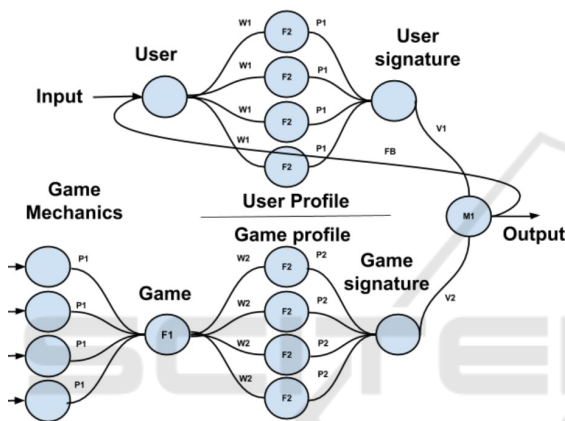 User
User signature
Input
W1
W1
W1
W1
F2
F2
F2
F2
P1
P1
P1
P1
V1
FB
User Profile
Game profile
Game Mechanics
M1
Output
P1
P1
P1
P1
Game
F1
W2
W2
W2
W2
F2
F2
F2
F2
P2
P2
P2
P2
Game signature
V2